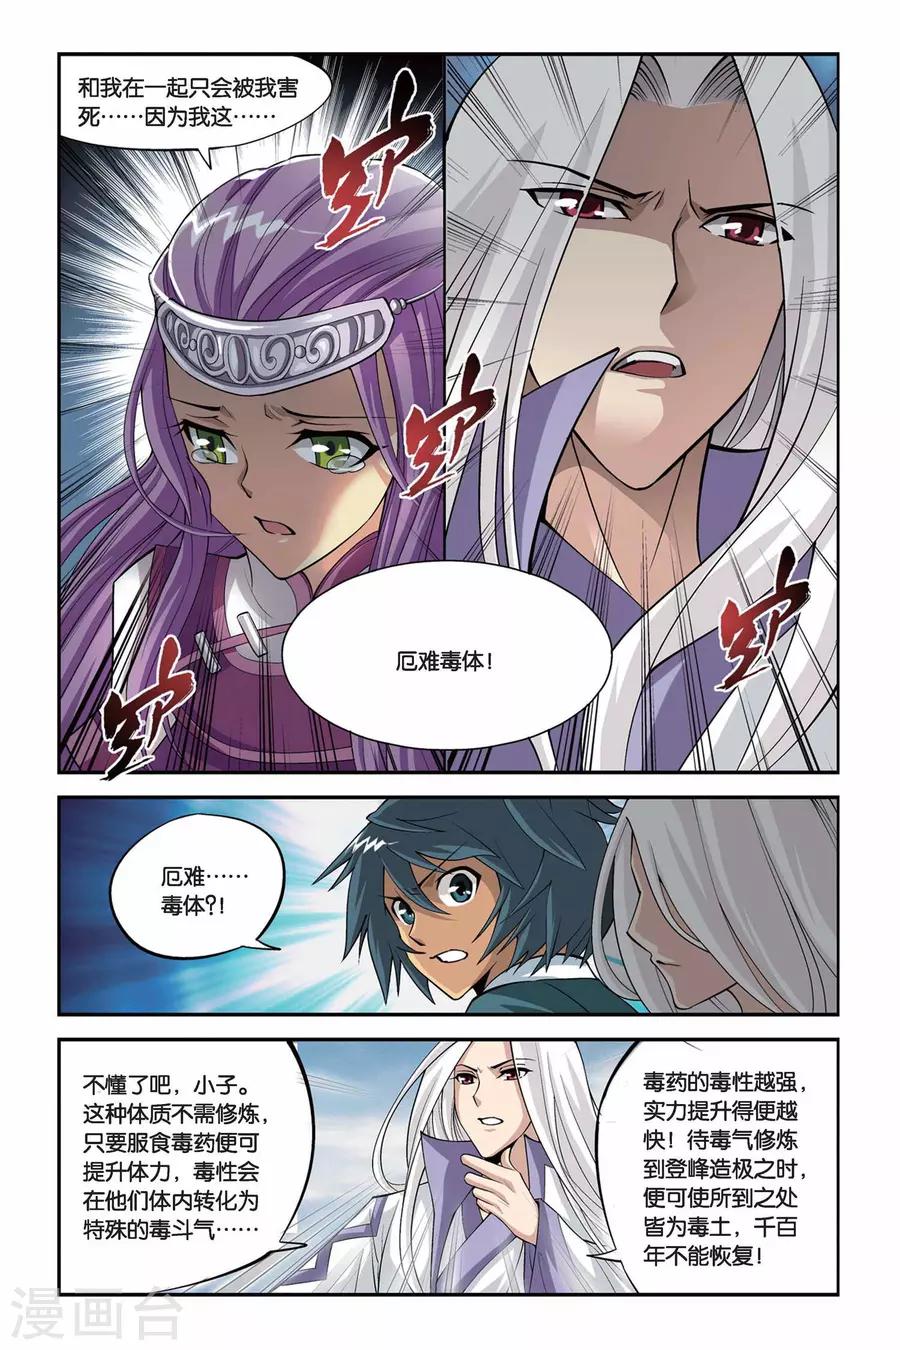 和我在一起只会被我害
死……因为我这……
厄难毒体！
厄难……
毒体？！
不懂了吧，小子。
这种体质不需修炼，
只要服食毒药便可
提升体力，毒性会
在他们体内转化为
特殊的毒斗气……
毒药的毒性越强，
实力提升得便越
快！待毒气修炼
到登峰造极之时，
便可使所到之处
皆为毒土，千百
年不能恢复！
漫画台